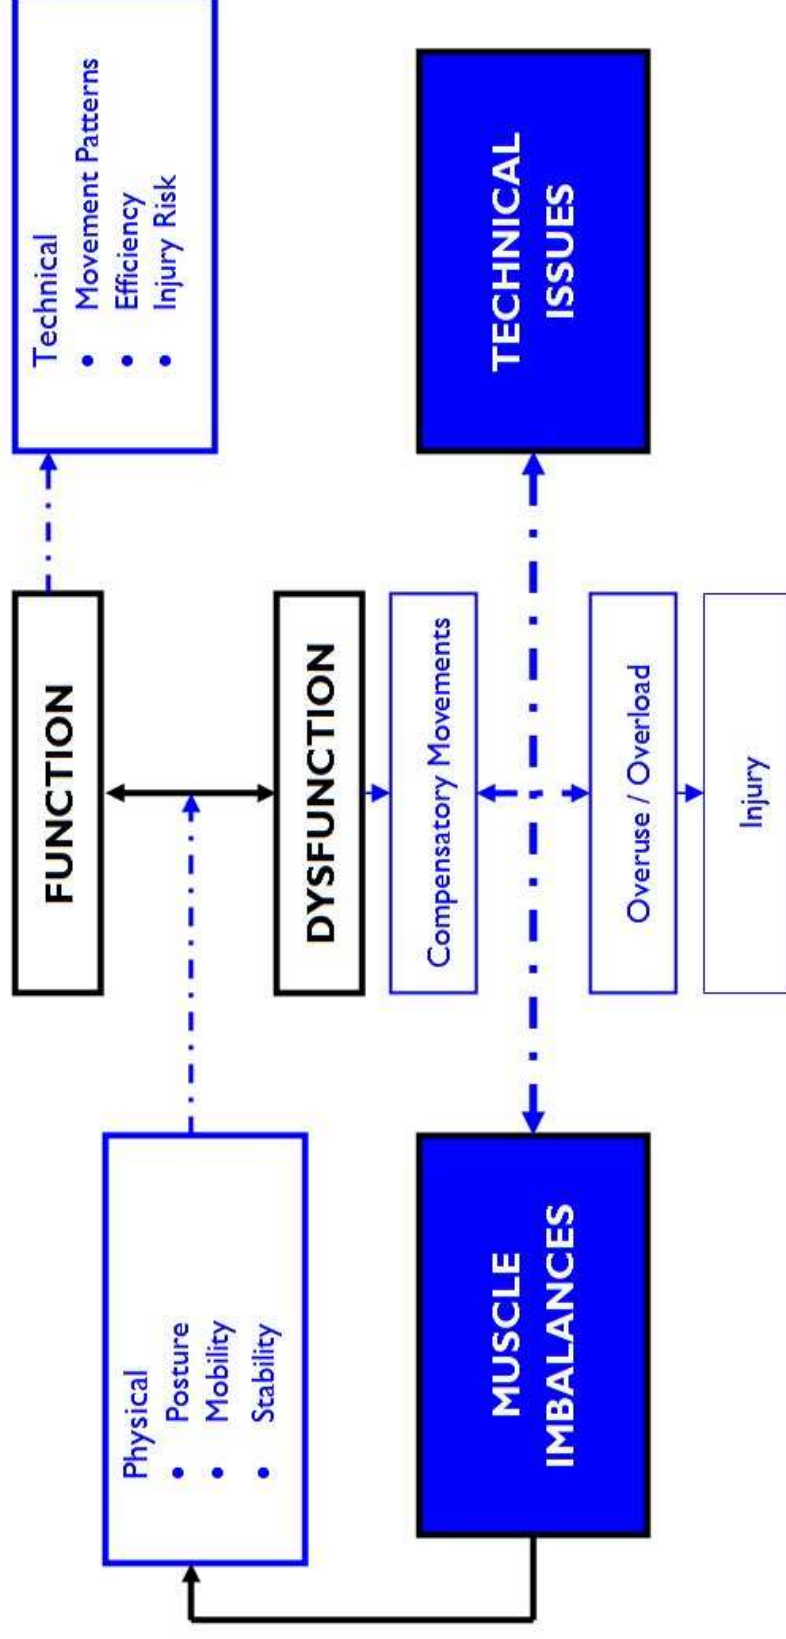 FUNCTION
Technical
• Movement Patterns
• Efficiency
• Injury Risk
Physical
• Posture
• Mobility
• Stability
DYSFUNCTION
Compensatory Movements
MUSCLE
IMBALANCES
TECHNICAL
ISSUES
Overuse / Overload
Injury